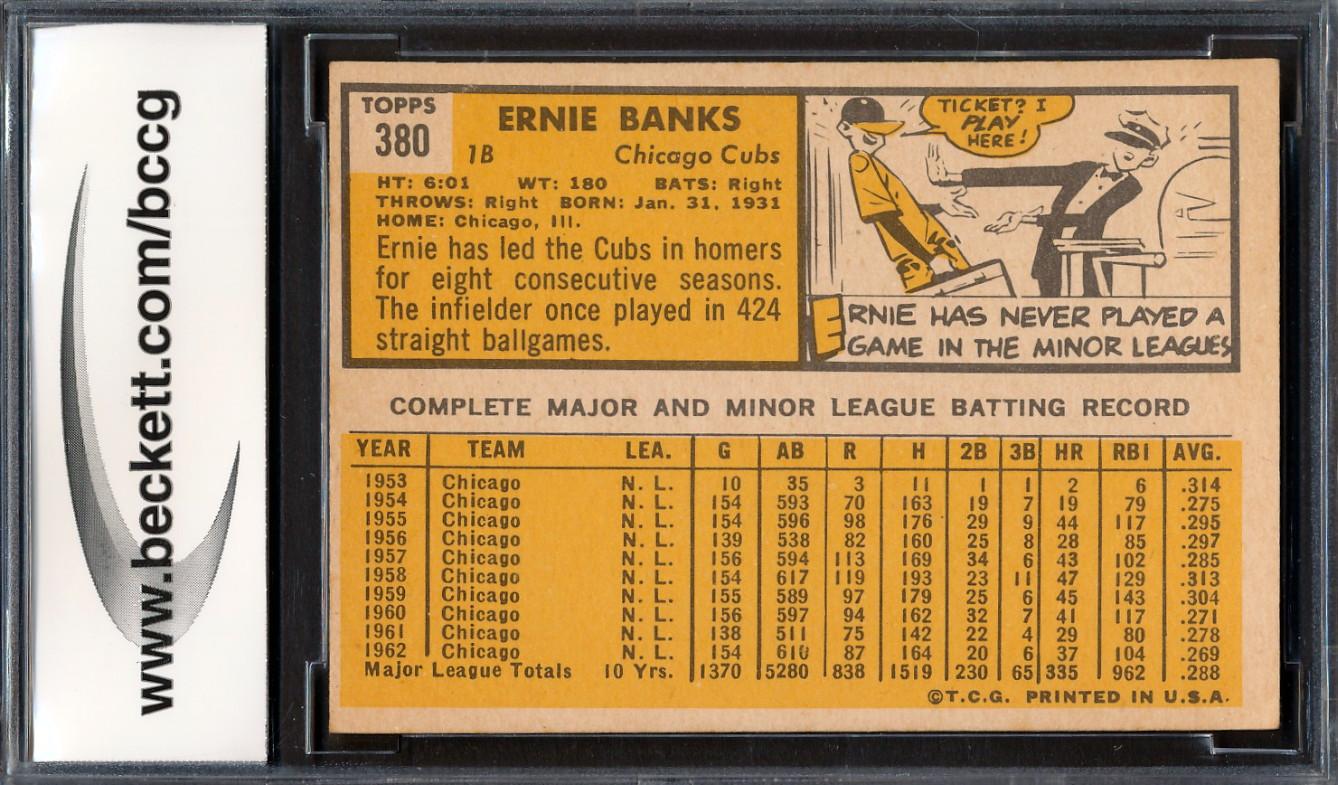 www.beckett.com/bccg
TOPPS
380
ERNIE BANKS
1B Chicago Cubs
HT: 6:01 WT: 180 BATS: Right
THROWS: Right BORN: Jan. 31, 1931
HOME: Chicago, Ill.
Ernie has led the Cubs in homers
for eight consecutive seasons.
The infielder once played in 424
straight ballgames.
TICKET? I
PLAY
HERE!
ERNIE HAS NEVER PLAYED A
GAME IN THE MINOR LEAGUES
COMPLETE MAJOR AND MINOR LEAGUE BATTING RECORD
YEAR TEAM LEA. G AB R H 2B 3B HR RBI AVG.
1953 Chicago N. L. 10 35 3 11 1 1 2 6 .314
1954 Chicago N. L. 154 593 70 163 19 7 19 79 .275
1955 Chicago N. L. 154 596 98 176 29 9 44 117 .295
1956 Chicago N. L. 139 538 82 160 25 8 28 85 .297
1957 Chicago N. L. 156 594 113 169 34 6 43 102 .285
1958 Chicago N. L. 154 617 119 193 23 11 47 129 .313
1959 Chicago N. L. 155 589 97 179 25 6 45 143 .304
1960 Chicago N. L. 156 597 94 162 32 7 41 117 .271
1961 Chicago N. L. 138 511 75 142 22 4 29 80 .278
1962 Chicago N. L. 154 610 87 164 20 6 37 104 .269
Major League Totals 10 Yrs. 1370 5280 838 1519 230 65 335 962 .288
©T.C.G. PRINTED IN U.S.A.